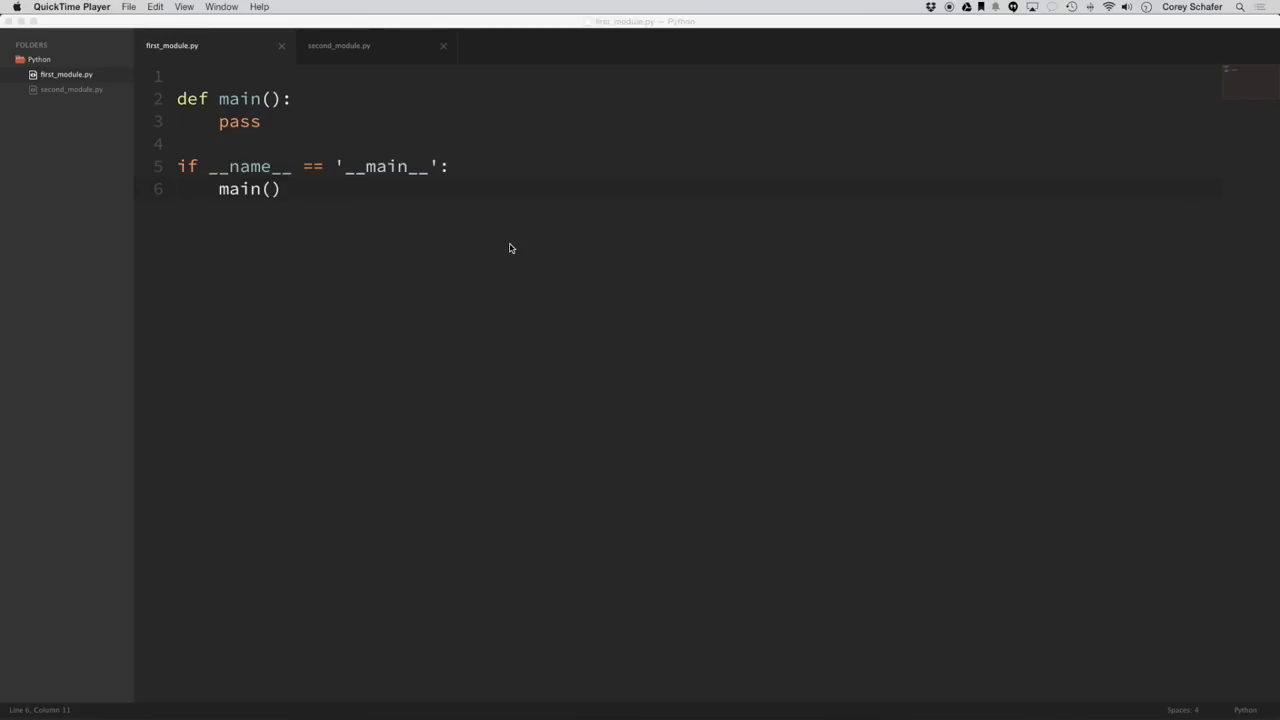 QuickTime Player File Edit View Window Help Corey Schafer
first_module.py — Python
FOLDERS
Python
first_module.py
second_module.py
first_module.py second_module.py
1
2 def main():
3     pass
4
5 if __name__ == '__main__':
6     main()
Line 6, Column 11 Spaces: 4 Python